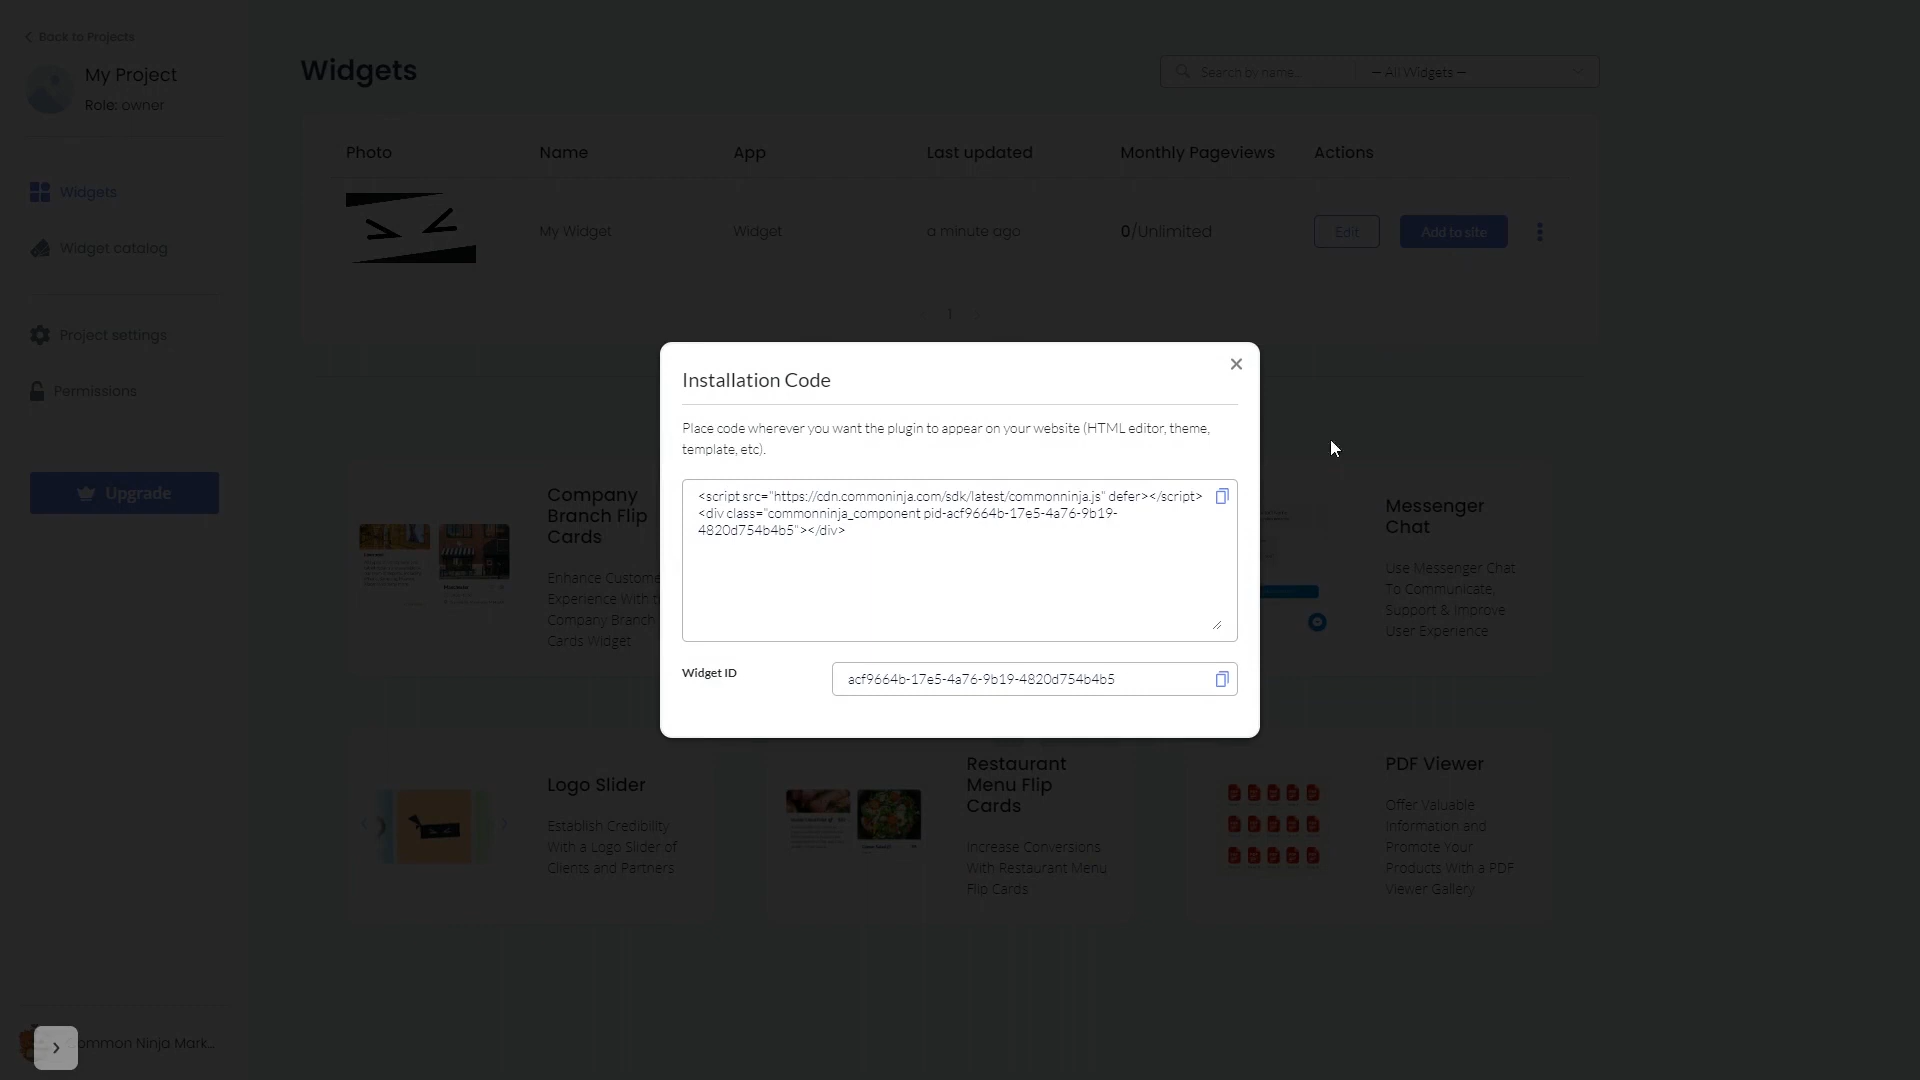 Back to Projects
My Project
Role: owner
Widgets
Widget catalog
Project settings
Permissions
Upgrade
Widgets
Search by name...
— All Widgets —
Photo Name App Last updated Monthly Pageviews Actions
My Widget Widget a minute ago 0/Unlimited Edit Add to site
1
Installation Code
Place code wherever you want the plugin to appear on your website (HTML editor, theme,
template, etc).
<script src="https://cdn.commoninja.com/sdk/latest/commonninja.js" defer></script>
<div class="commonninja_component pid-acf9664b-17e5-4a76-9b19-
4820d754b4b5"></div>
Widget ID
acf9664b-17e5-4a76-9b19-4820d754b4b5
Company
Branch Flip
Cards
Enhance Custome
Experience With
Company Branch
Cards Widget
Messenger
Chat
Use Messenger Chat
To Communicate,
Support & Improve
User Experience
Logo Slider
Establish Credibility
With a Logo Slider of
Clients and Partners
Restaurant
Menu Flip
Cards
Increase Conversions
With Restaurant Menu
Flip Cards
PDF Viewer
Offer Valuable
Information and
Promote Your
Products With a PDF
Viewer Gallery
ommon Ninja Mark...